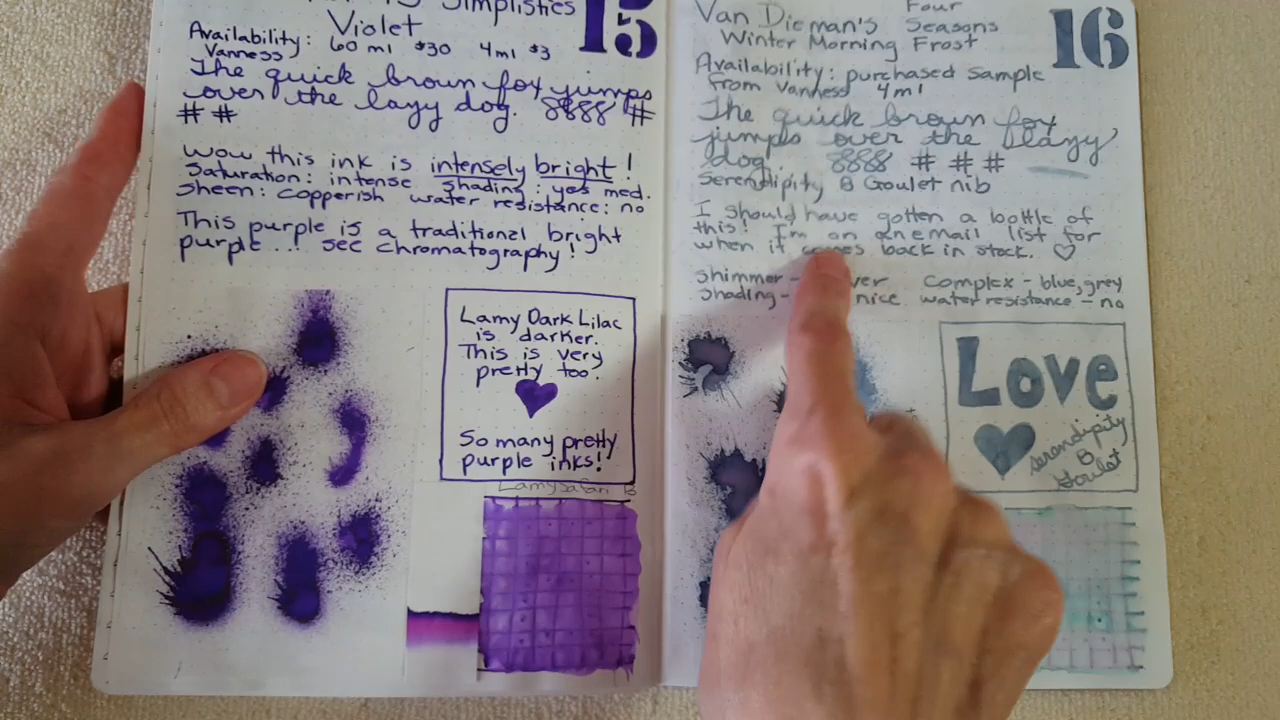 Simplistics
15
Violet
Availability: 60 ml $30 4ml $3
Vanness
The quick brown fox jumps
over the lazy dog. 8888 #
# #
Wow this ink is intensely bright!
Saturation: intense shading: yes med.
Sheen: copperish water resistance: no
This purple is a traditional bright
purple... see chromatography!
Lamy Dark Lilac
is darker.
This is very
pretty too!
So many pretty
purple inks!
Lamy Safari B
Van Dieman's Four
Seasons
Winter Morning Frost
16
Availability: purchased sample
from Vanness 4ml
The quick brown fox
jumps over the blazy
dog 888 # # #
Serendipity B Goulet nib
I should have gotten a bottle of
this! I'm on an email list for
when it comes back in stock.
shimmer - Complex - blue, grey
shading - nice water resistance - no
Love
serendipity
B
Goulet